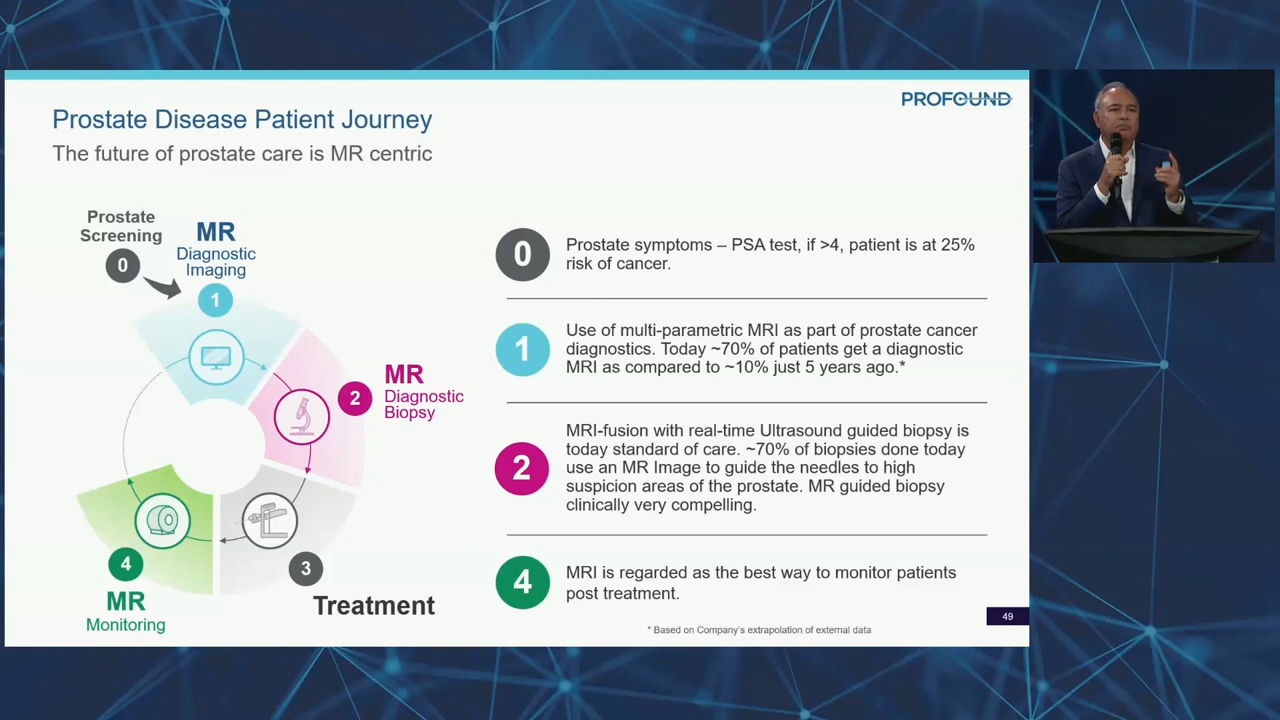 PROFOUND
Prostate Disease Patient Journey
The future of prostate care is MR centric
Prostate
Screening
0
MR
Diagnostic
Imaging
1
2
MR
Diagnostic
Biopsy
3
Treatment
4
MR
Monitoring
0
Prostate symptoms – PSA test, if >4, patient is at 25%
risk of cancer.
1
Use of multi-parametric MRI as part of prostate cancer
diagnostics. Today ~70% of patients get a diagnostic
MRI as compared to ~10% just 5 years ago.*
2
MRI-fusion with real-time Ultrasound guided biopsy is
today standard of care. ~70% of biopsies done today
use an MR Image to guide the needles to high
suspicion areas of the prostate. MR guided biopsy
clinically very compelling.
4
MRI is regarded as the best way to monitor patients
post treatment.
49
* Based on Company's extrapolation of external data